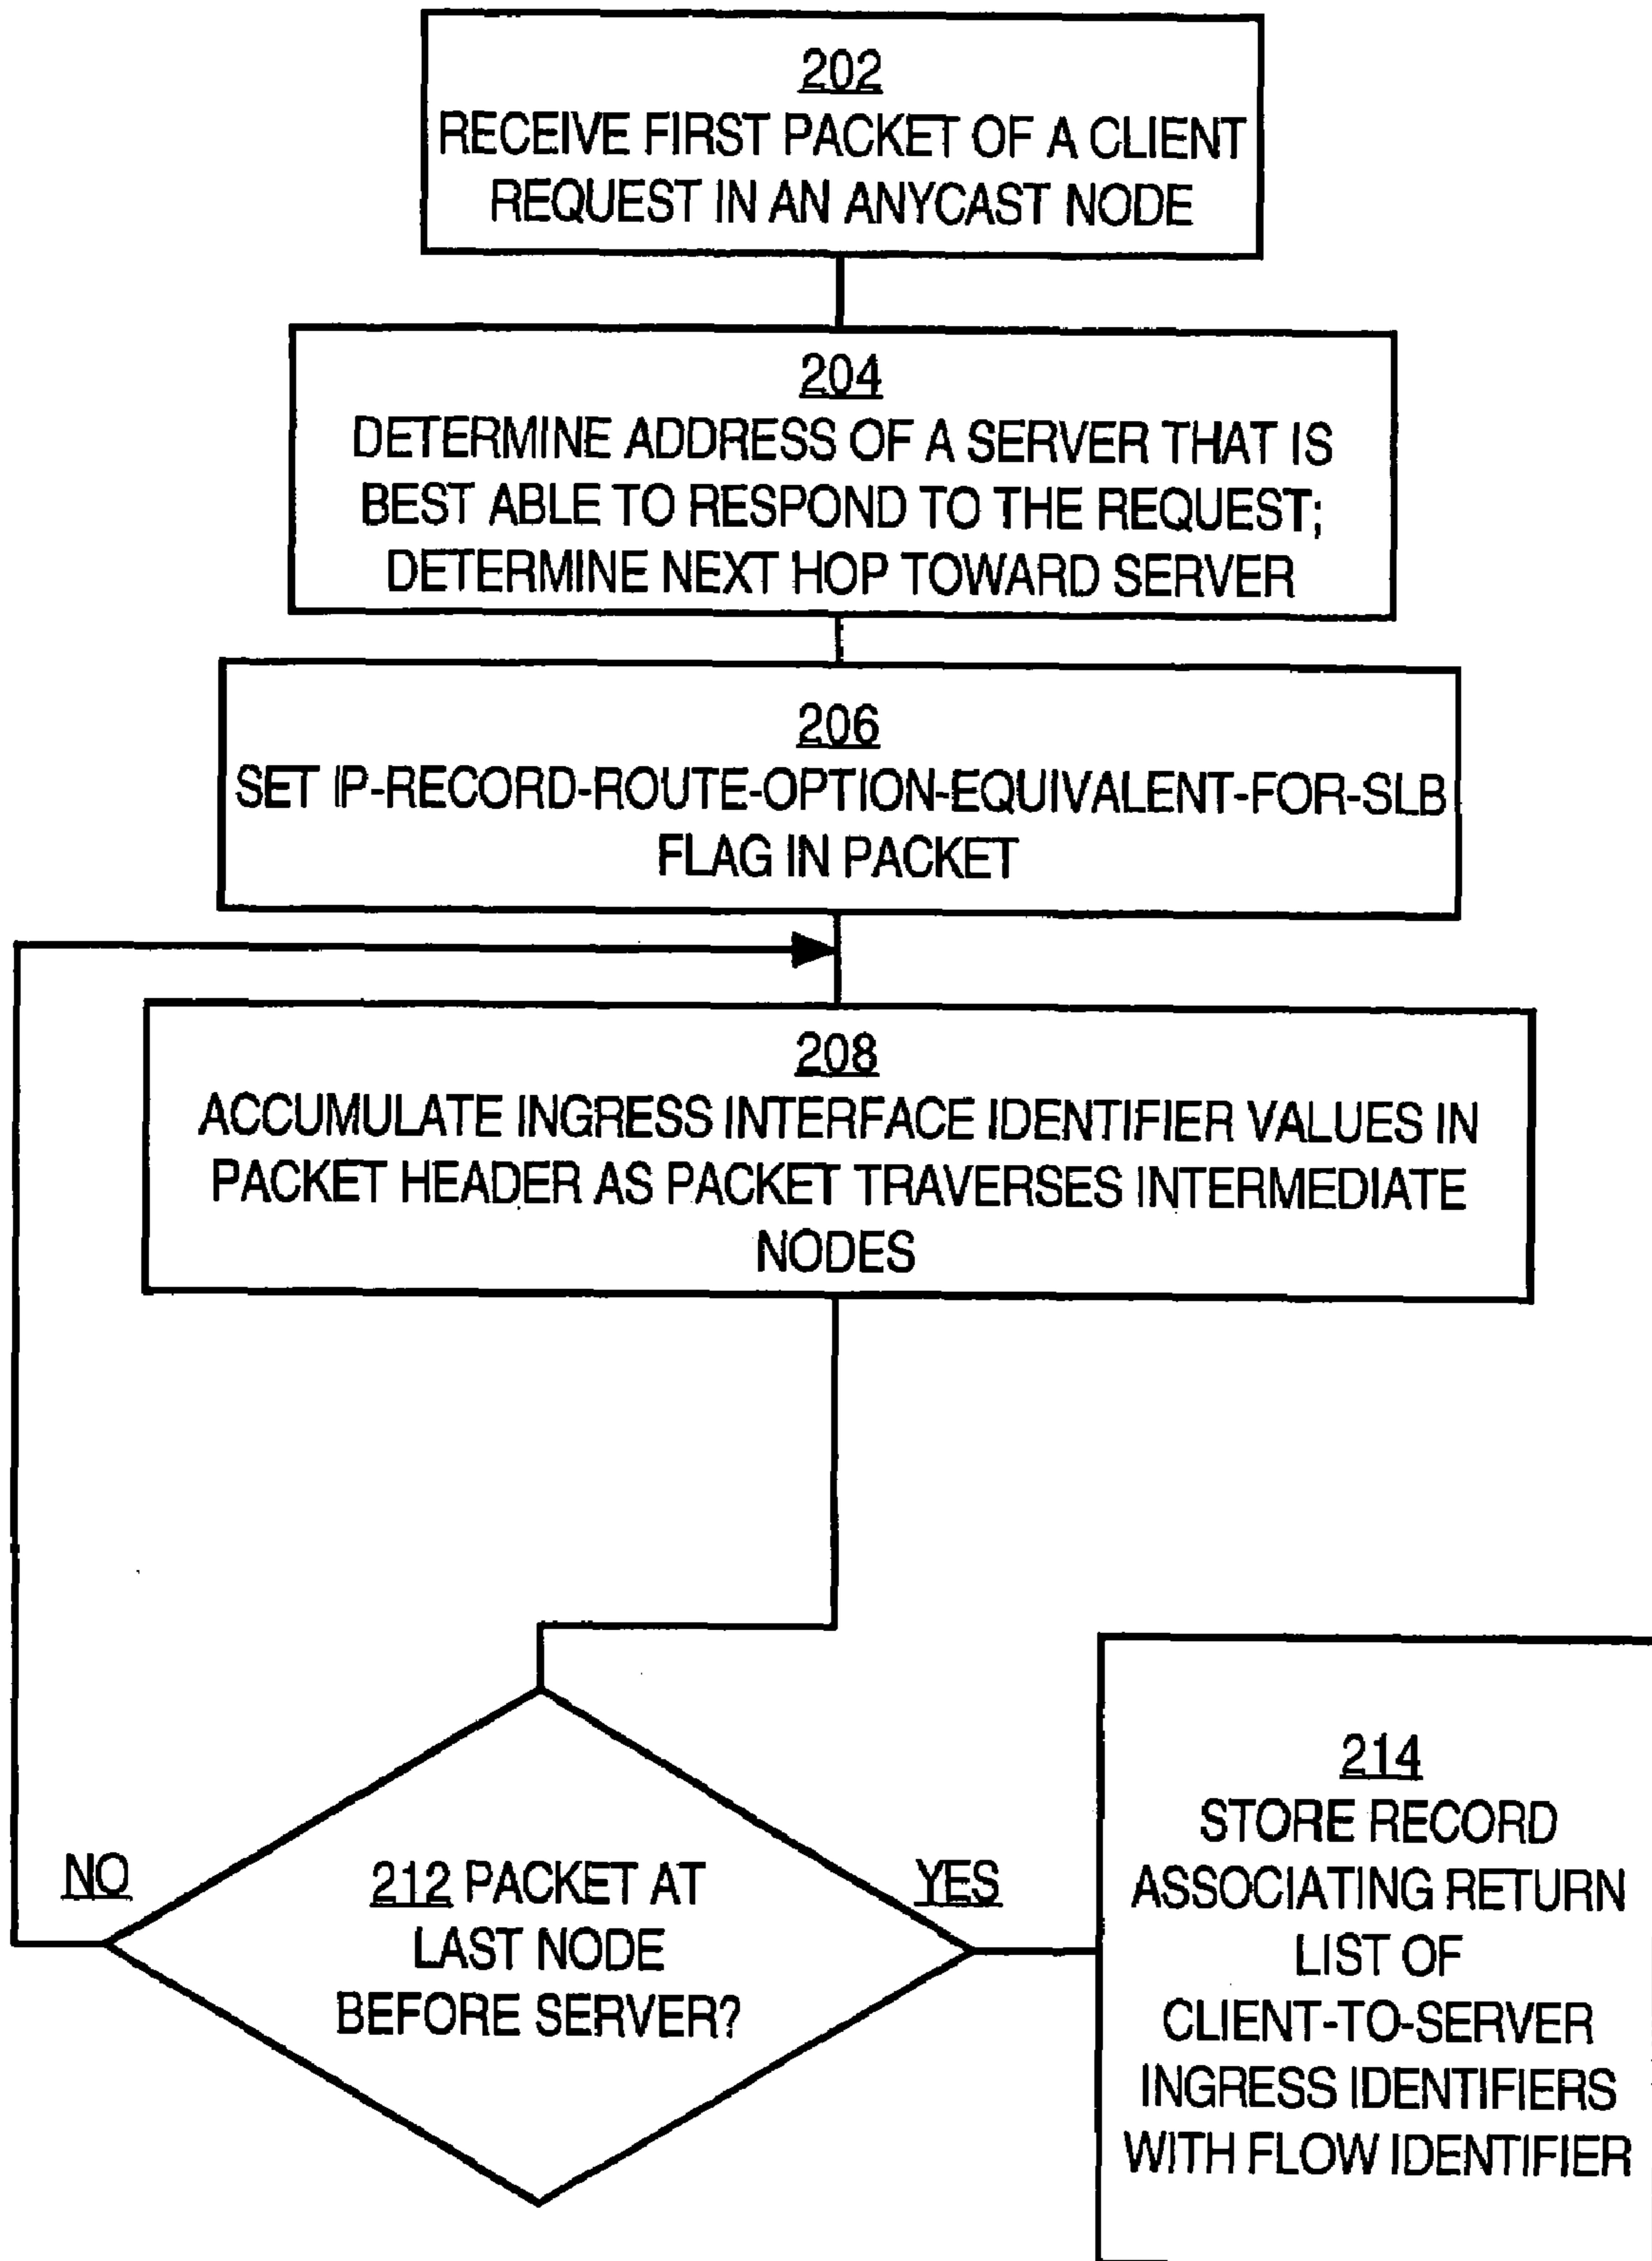 202
RECEIVE FIRST PACKET OF A CLIENT
REQUEST IN AN ANYCAST NODE
204
DETERMINE ADDRESS OF A SERVER THAT IS
BEST ABLE TO RESPOND TO THE REQUEST;
DETERMINE NEXT HOP TOWARD SERVER
206
SET IP-RECORD-ROUTE-OPTION-EQUIVALENT-FOR-SLB
FLAG IN PACKET
208
ACCUMULATE INGRESS INTERFACE IDENTIFIER VALUES IN
PACKET HEADER AS PACKET TRAVERSES INTERMEDIATE
NODES
NO
212 PACKET AT
LAST NODE
BEFORE SERVER?
YES
214
STORE RECORD
ASSOCIATING RETURN
LIST OF
CLIENT-TO-SERVER
INGRESS IDENTIFIERS
WITH FLOW IDENTIFIER